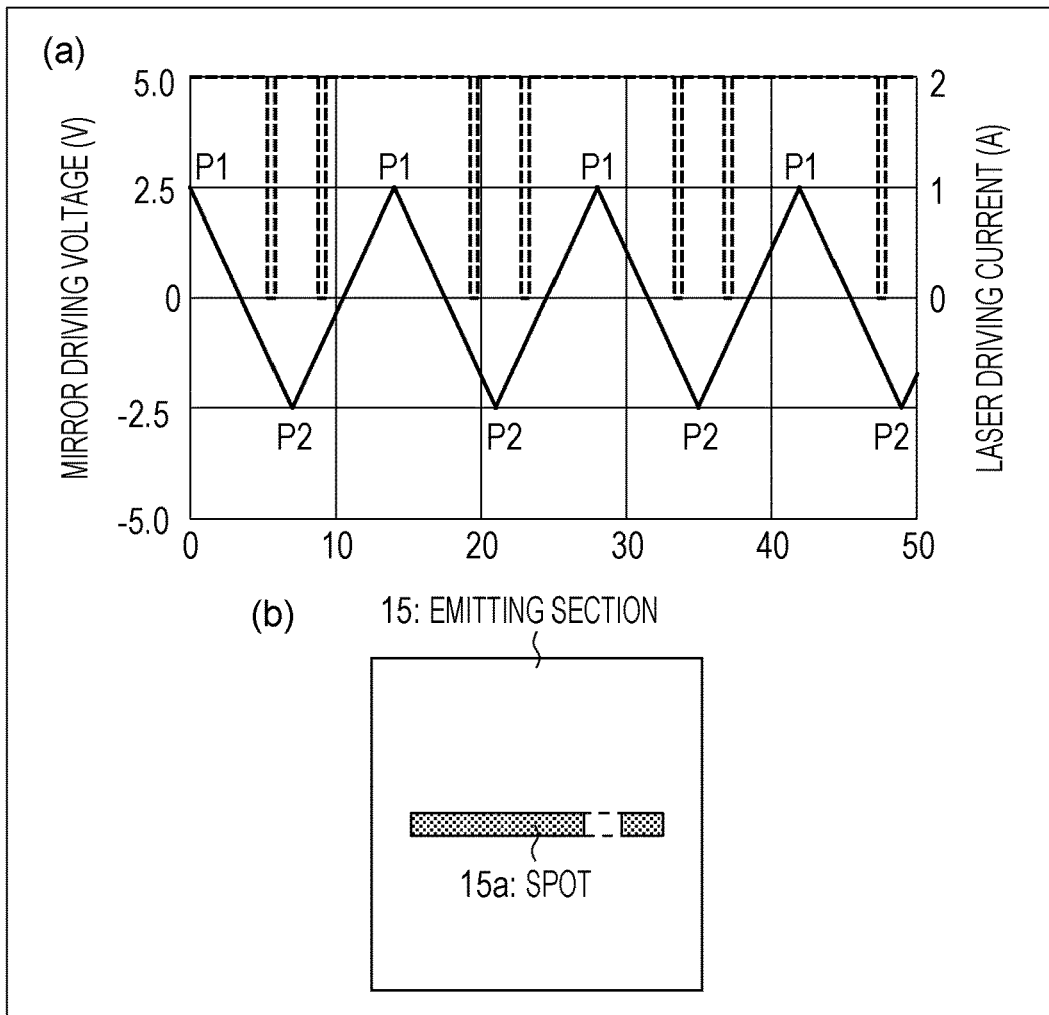 (a)
MIRROR DRIVING VOLTAGE (V)
5.0
2.5
0
-2.5
-5.0
P1 P1 P1 P1
P2 P2 P2 P2
2
1
0
LASER DRIVING CURRENT (A)
0 10 20 30 40 50
(b)
15: EMITTING SECTION
15a: SPOT